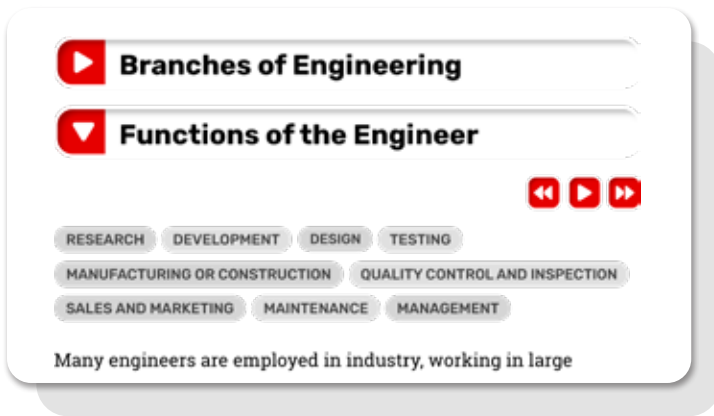 Branches of Engineering
Functions of the Engineer
RESEARCH DEVELOPMENT DESIGN TESTING
MANUFACTURING OR CONSTRUCTION QUALITY CONTROL AND INSPECTION
SALES AND MARKETING MAINTENANCE MANAGEMENT
Many engineers are employed in industry, working in large